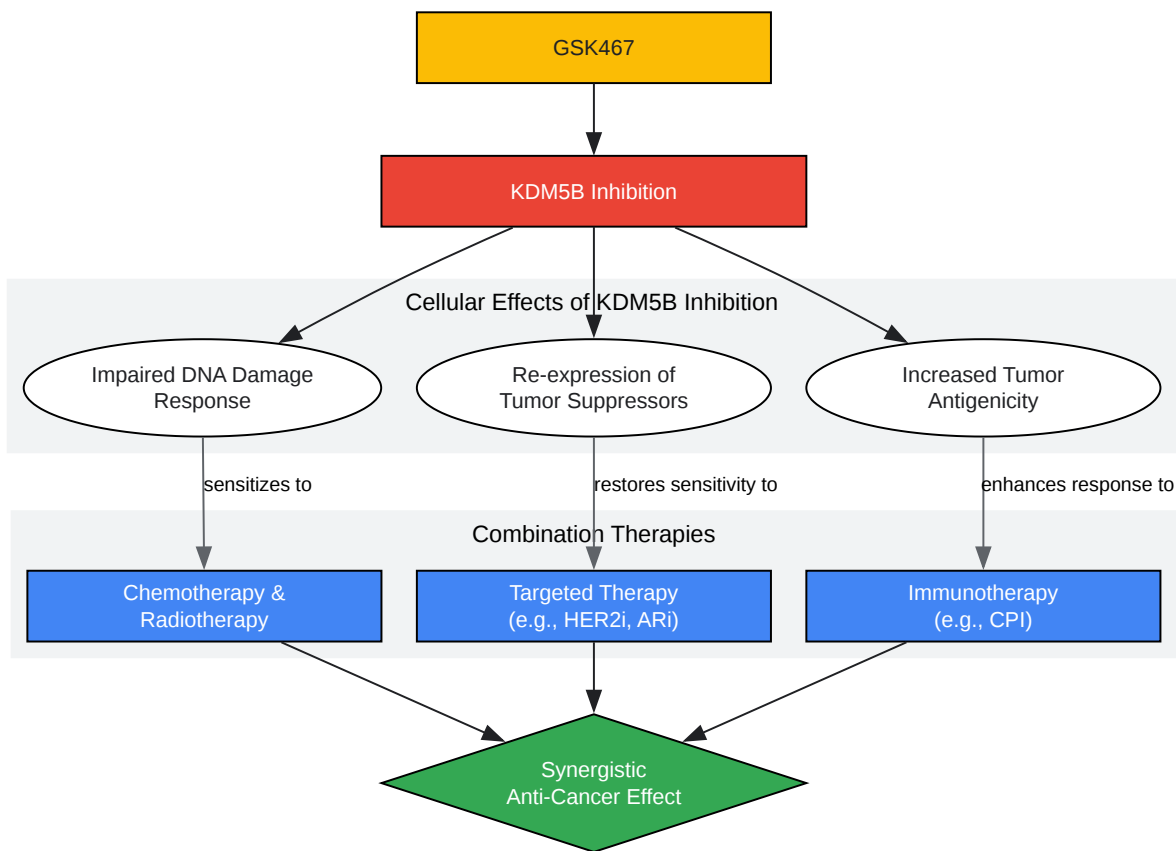 GSK467
KDM5B Inhibition
Cellular Effects of KDM5B Inhibition
Impaired DNA Damage
Response
Re-expression of
Tumor Suppressors
Increased Tumor
Antigenicity
sensitizes to
restores sensitivity to
enhances response to
Combination Therapies
Chemotherapy &
Radiotherapy
Targeted Therapy
(e.g., HER2i, ARi)
Immunotherapy
(e.g., CPI)
Synergistic
Anti-Cancer Effect